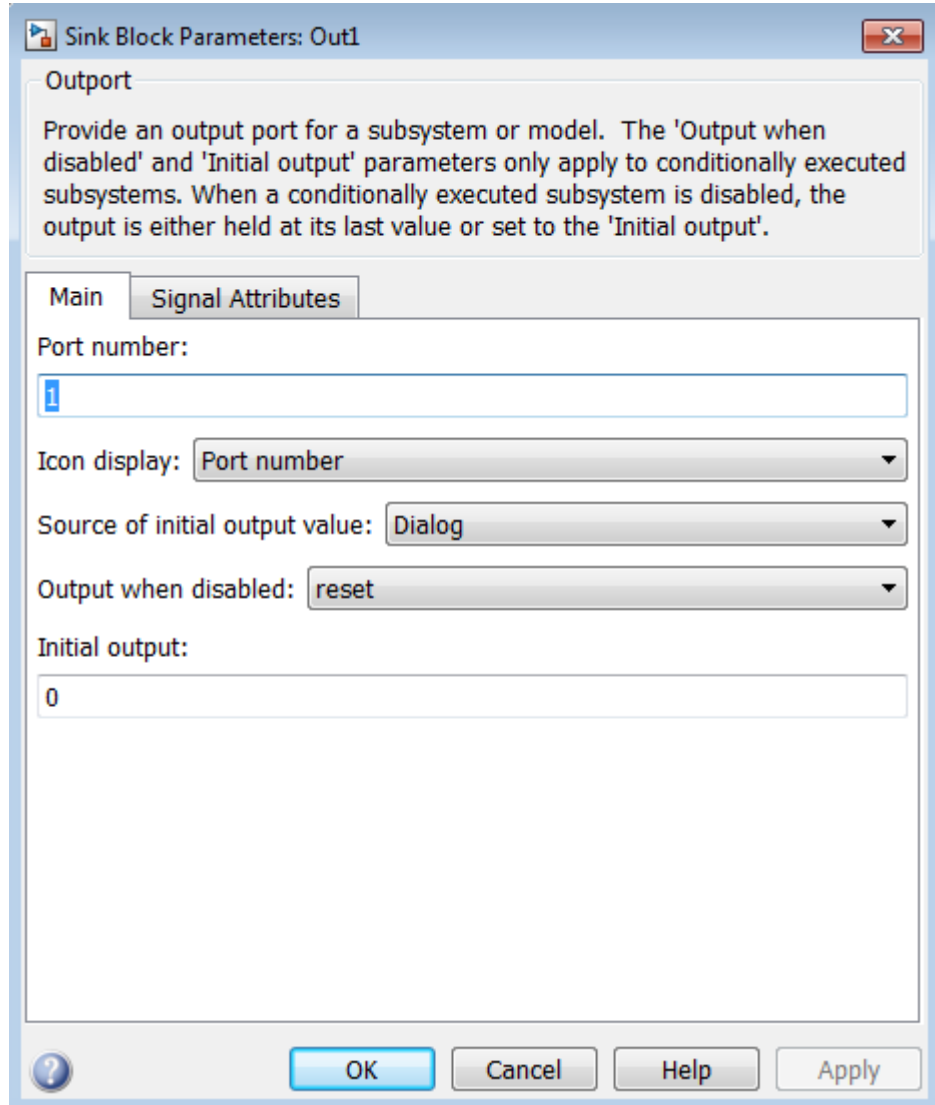 Sink Block Parameters: Out1
Outport
Provide an output port for a subsystem or model. The 'Output when
disabled' and 'Initial output' parameters only apply to conditionally executed
subsystems. When a conditionally executed subsystem is disabled, the
output is either held at its last value or set to the 'Initial output'.
Main Signal Attributes
Port number:
1
Icon display: Port number
Source of initial output value: Dialog
Output when disabled: reset
Initial output:
0
? OK Cancel Help Apply